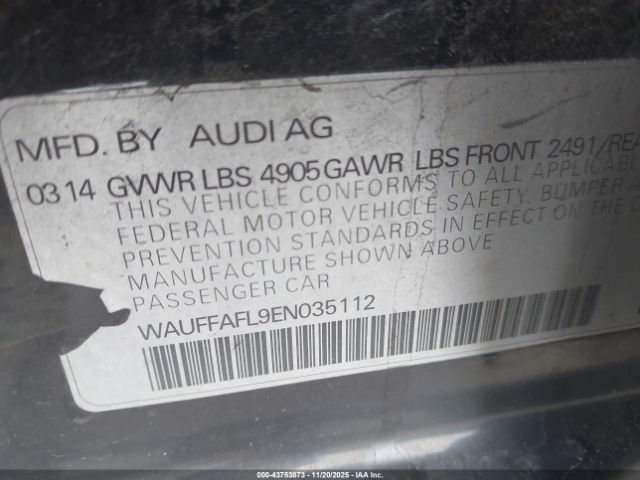 MFD. BY AUDI AG
03 14 GVWR LBS 4905 GAWR LBS FRONT 2491/REA
THIS VEHICLE CONFORMS TO ALL APPLICAB
FEDERAL MOTOR VEHICLE SAFETY, BUMPER
PREVENTION STANDARDS IN EFFECT ON THE D
MANUFACTURE SHOWN ABOVE
PASSENGER CAR
WAUFFAFL9EN035112
000-43753673 - 11/20/2025 - IAA Inc.